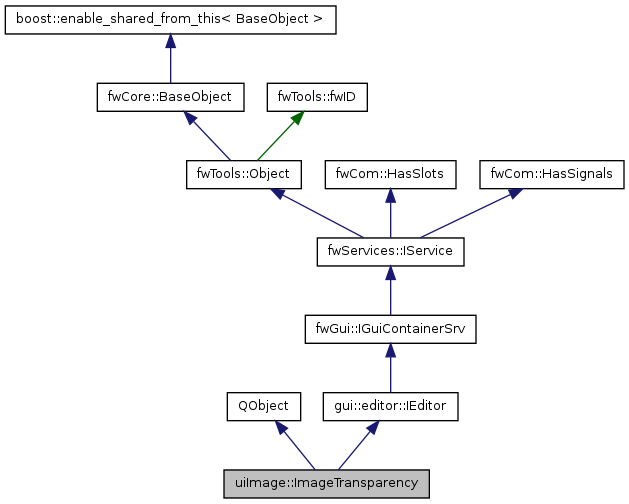 boost::enable_shared_from_this< BaseObject >
fwCore::BaseObject
fwTools::fwID
fwTools::Object
fwCom::HasSlots
fwCom::HasSignals
fwServices::IService
fwGui::IGuiContainerSrv
QObject
gui::editor::IEditor
uiImage::ImageTransparency